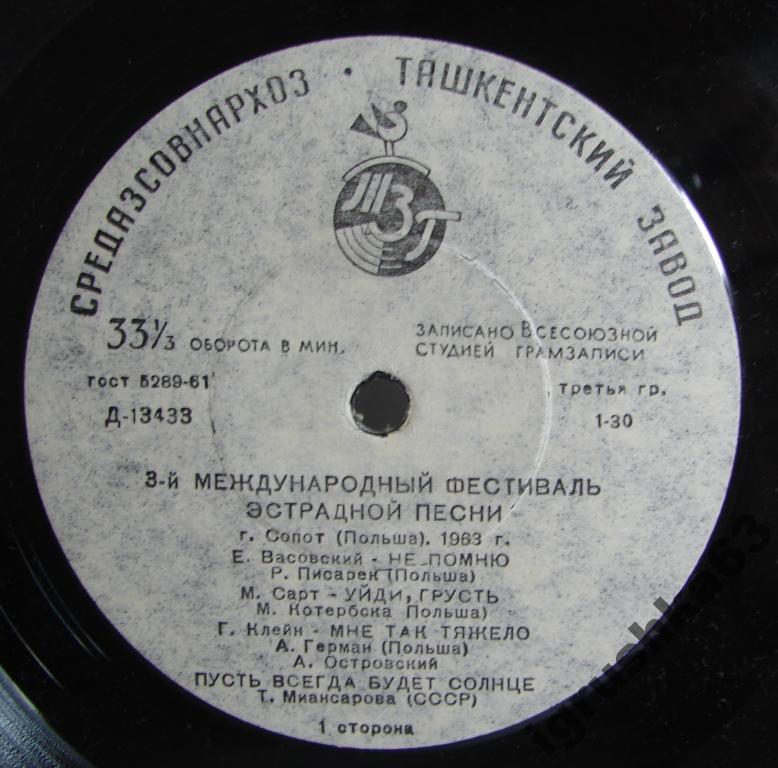 СРЕДАЗСОВНАРХОЗ · ТАШКЕНТСКИЙ ЗАВОД
ТЗГ
33⅓ ОБОРОТА В МИН.
ЗАПИСАНО ВСЕСОЮЗНОЙ
СТУДИЕЙ ГРАМЗАПИСИ
ГОСТ 5289-61
третья гр.
Д-13433
1-30
3-й МЕЖДУНАРОДНЫЙ ФЕСТИВАЛЬ
ЭСТРАДНОЙ ПЕСНИ
г. Сопот (Польша). 1963 г.
Е. Васовский - НЕ ПОМНЮ
Р. Писарек (Польша)
М. Сарт - УЙДИ, ГРУСТЬ
М. Котербска Польша)
Г. Клейн - МНЕ ТАК ТЯЖЕЛО
А. Герман (Польша)
А. Островский
ПУСТЬ ВСЕГДА БУДЕТ СОЛНЦЕ
Т. Миансарова (СССР)
1 сторона
igrushka63